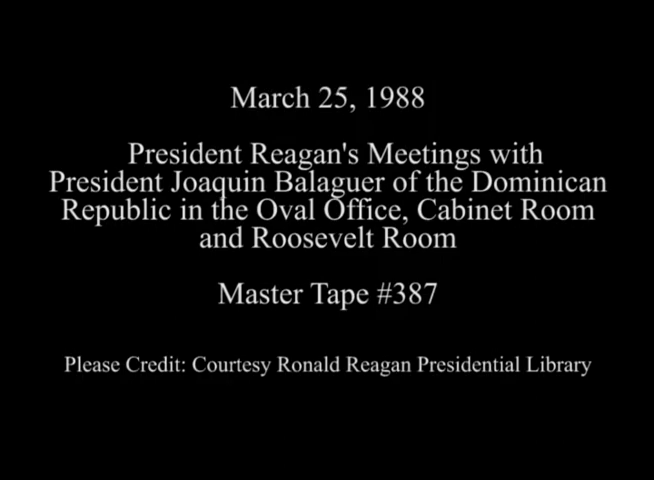 March 25, 1988
President Reagan's Meetings with
President Joaquin Balaguer of the Dominican
Republic in the Oval Office, Cabinet Room
and Roosevelt Room
Master Tape #387
Please Credit: Courtesy Ronald Reagan Presidential Library